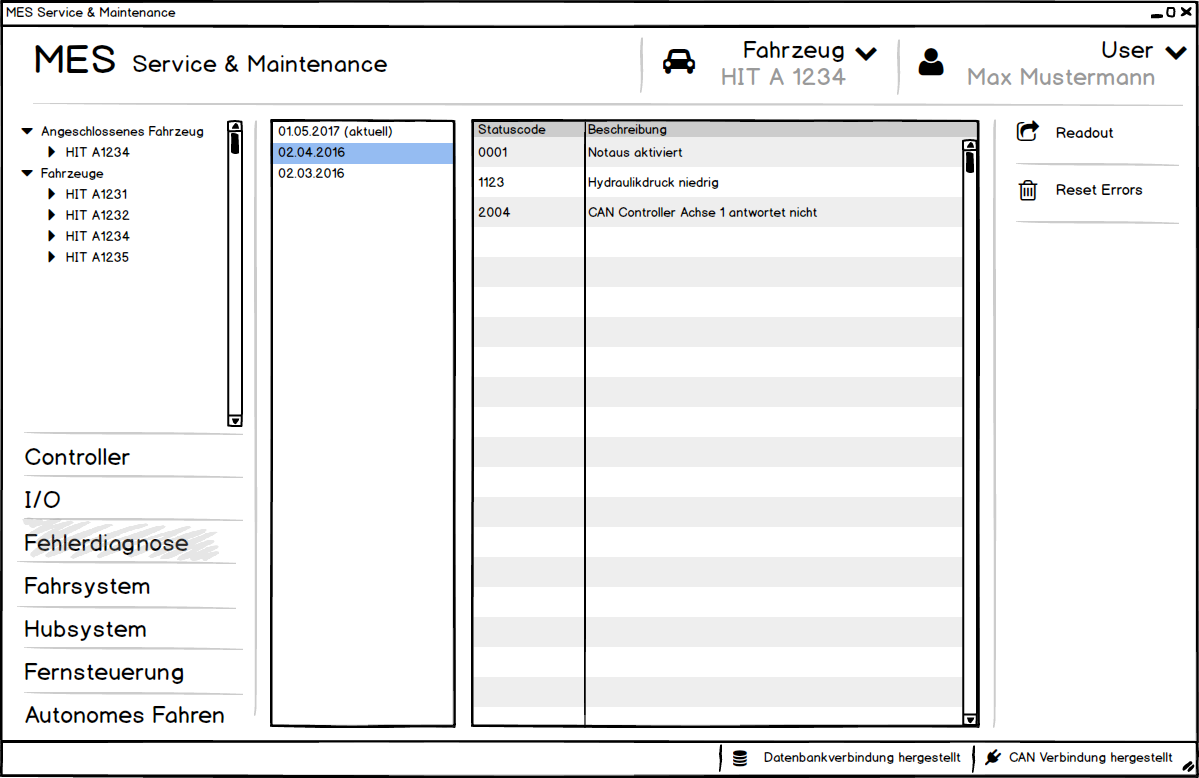 MES Service & Maintenance
MES Service & Maintenance
Fahrzeug
HIT A 1234
User
Max Mustermann
Angeschlossenes Fahrzeug
HIT A1234
Fahrzeuge
HIT A1231
HIT A1232
HIT A1234
HIT A1235
Controller
I/O
Fehlerdiagnose
Fahrsystem
Hubsystem
Fernsteuerung
Autonomes Fahren
01.05.2017 (aktuell)
02.04.2016
02.03.2016
Statuscode Beschreibung
0001 Notaus aktiviert
1123 Hydraulikdruck niedrig
2004 CAN Controller Achse 1 antwortet nicht
Readout
Reset Errors
Datenbankverbindung hergestellt
CAN Verbindung hergestellt